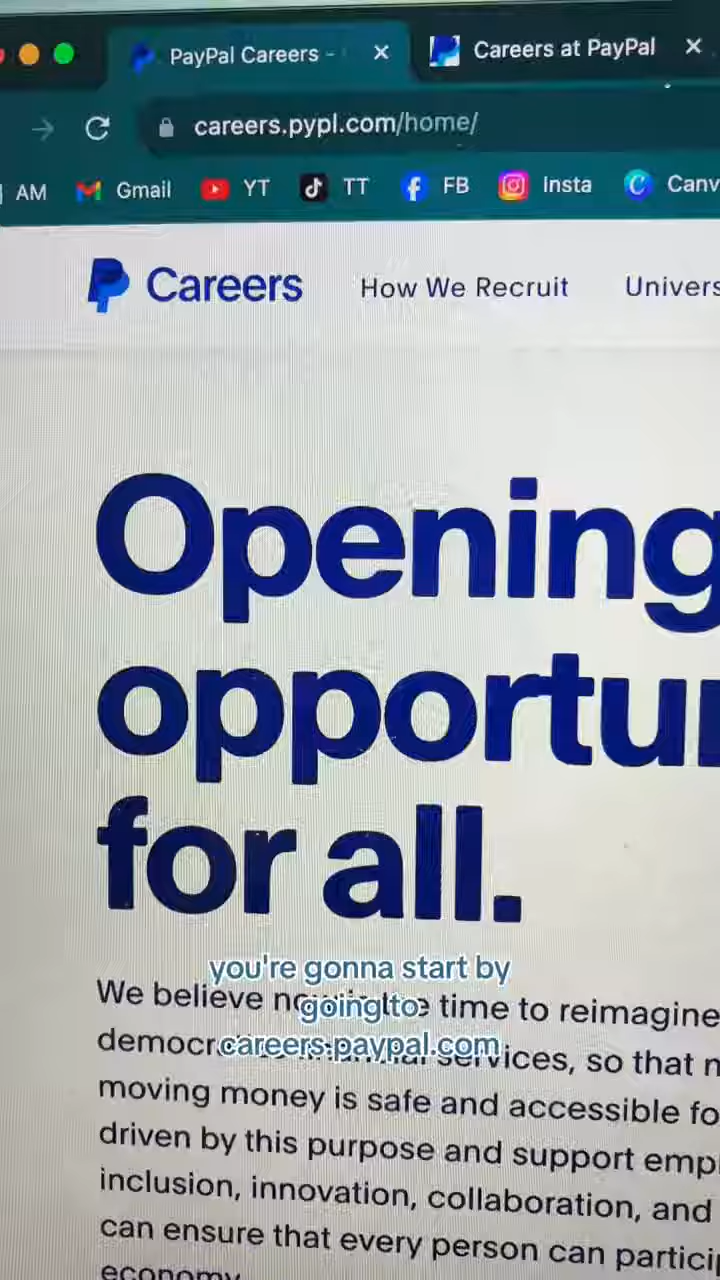 PayPal Careers -
Careers at PayPal
careers.pypl.com/home/
AM Gmail YT TT FB Insta Canv
Careers How We Recruit Univers
Opening
opportu
for all.
you're gonna start by
going to
careers.paypal.com
We believe time to reimagine
services, so that
moving money is safe and accessible fo
driven by this purpose and support emp
inclusion, innovation, collaboration, and
can ensure that every person can partici
economy.